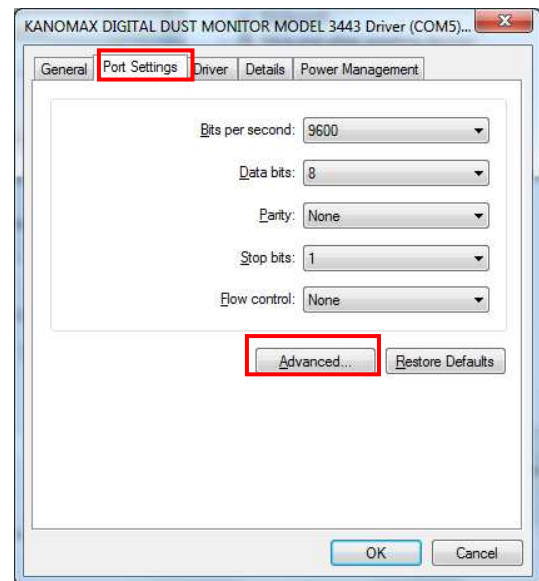 KANOMAX DIGITAL DUST MONITOR MODEL 3443 Driver (COM5)...
General Port Settings Driver Details Power Management
Bits per second: 9600
Data bits: 8
Parity: None
Stop bits: 1
Flow control: None
Advanced... Restore Defaults
OK Cancel